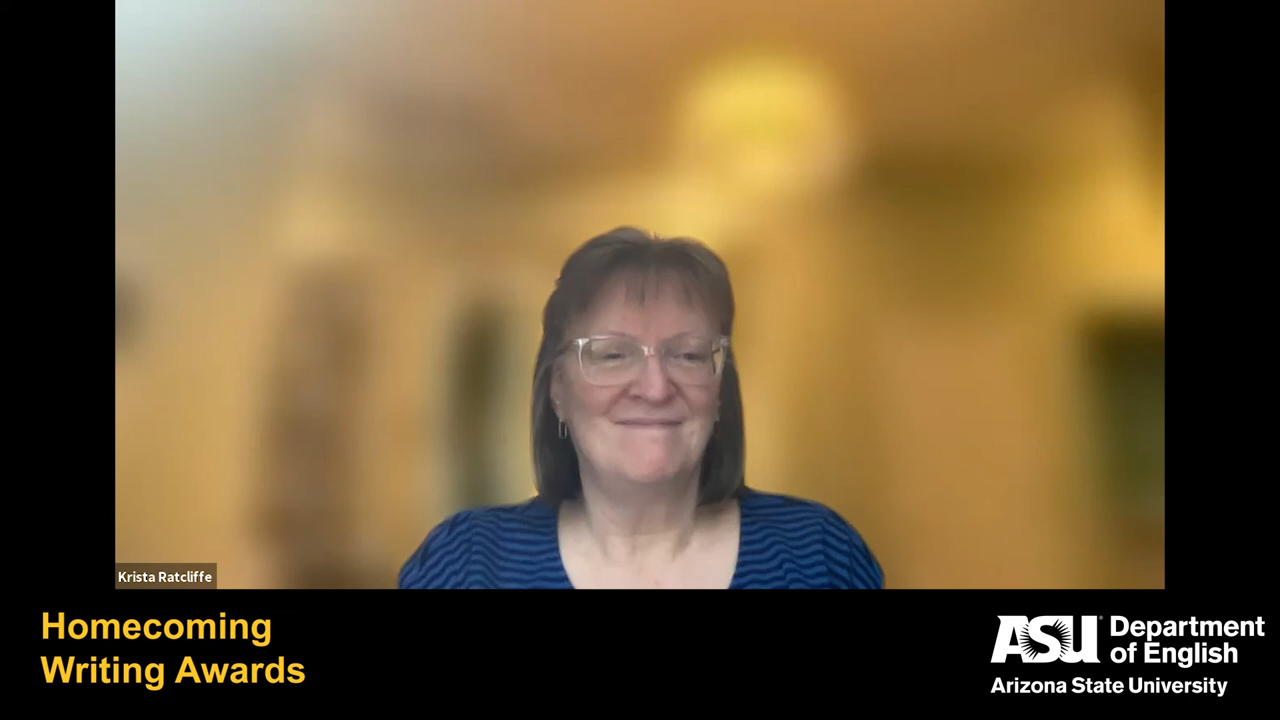 Krista Ratcliffe
Homecoming
Writing Awards
ASU Department
of English
Arizona State University